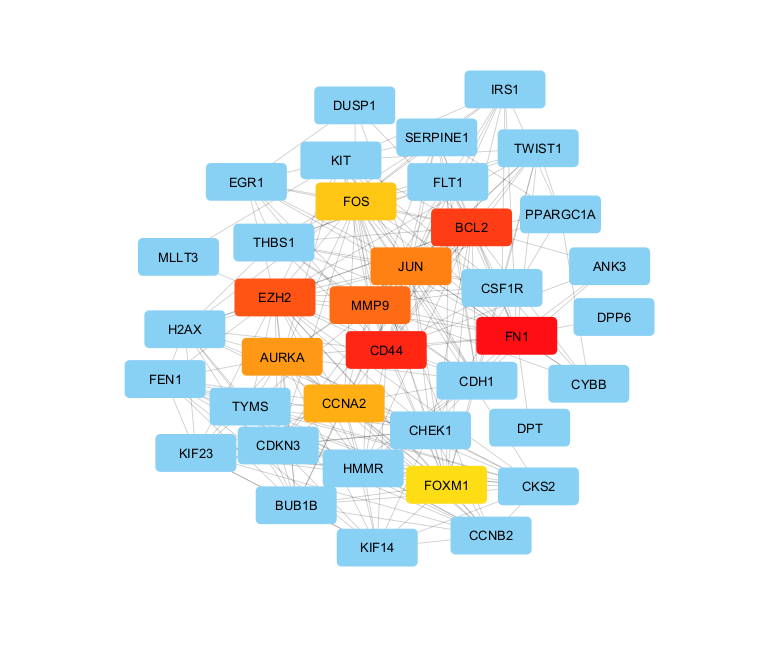 IRS1
DUSP1
SERPINE1
TWIST1
KIT
EGR1
FLT1
FOS
PPARGC1A
BCL2
THBS1
MLLT3
JUN
ANK3
CSF1R
EZH2
MMP9
DPP6
H2AX
FN1
CD44
AURKA
FEN1
CDH1
CYBB
CCNA2
TYMS
DPT
CHEK1
CDKN3
KIF23
HMMR
FOXM1
CKS2
BUB1B
CCNB2
KIF14